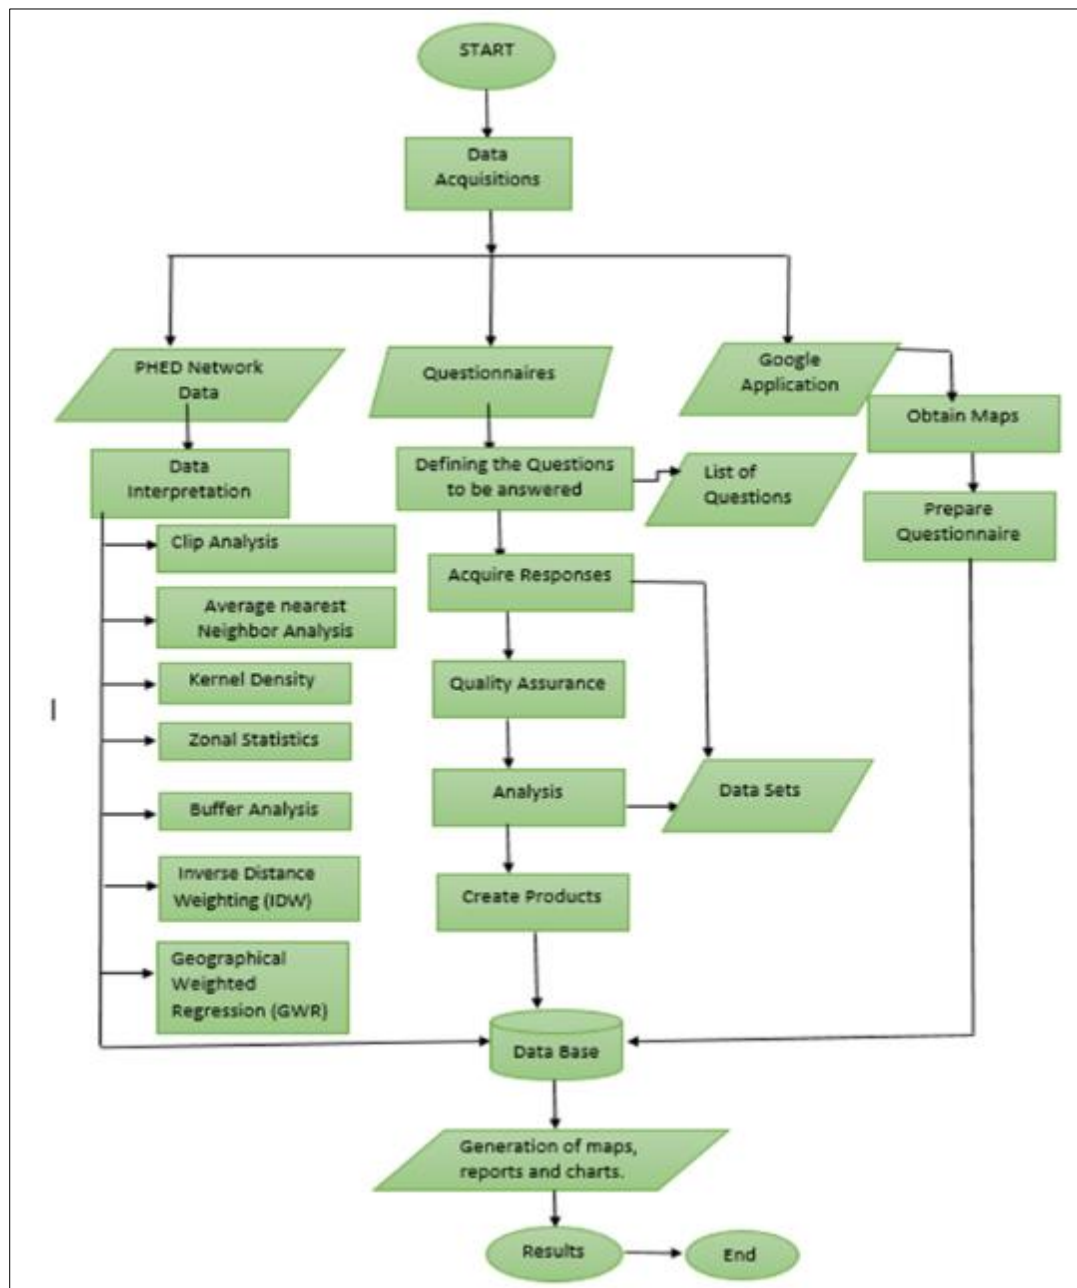 START
Data
Acquisitions
PHED Network
Data
Questionnaires
Google
Application
Obtain Maps
Data
Interpretation
Defining the Questions
to be answered
List of
Questions
Prepare
Questionnaire
Clip Analysis
Average nearest
Neighbor Analysis
Kernel Density
Zonal Statistics
Buffer Analysis
Inverse Distance
Weighting (IDW)
Geographical
Weighted
Regression (GWR)
Acquire Responses
Quality Assurance
Analysis
Data Sets
Create Products
Data Base
Generation of maps,
reports and charts.
Results
End